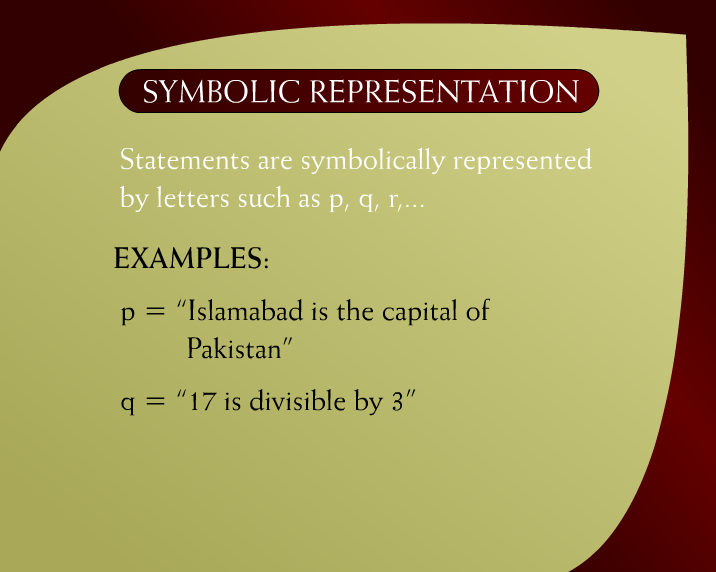 SYMBOLIC REPRESENTATION
Statements are symbolically represented
by letters such as p, q, r,...
EXAMPLES:
p = “Islamabad is the capital of
Pakistan”
q = “17 is divisible by 3”